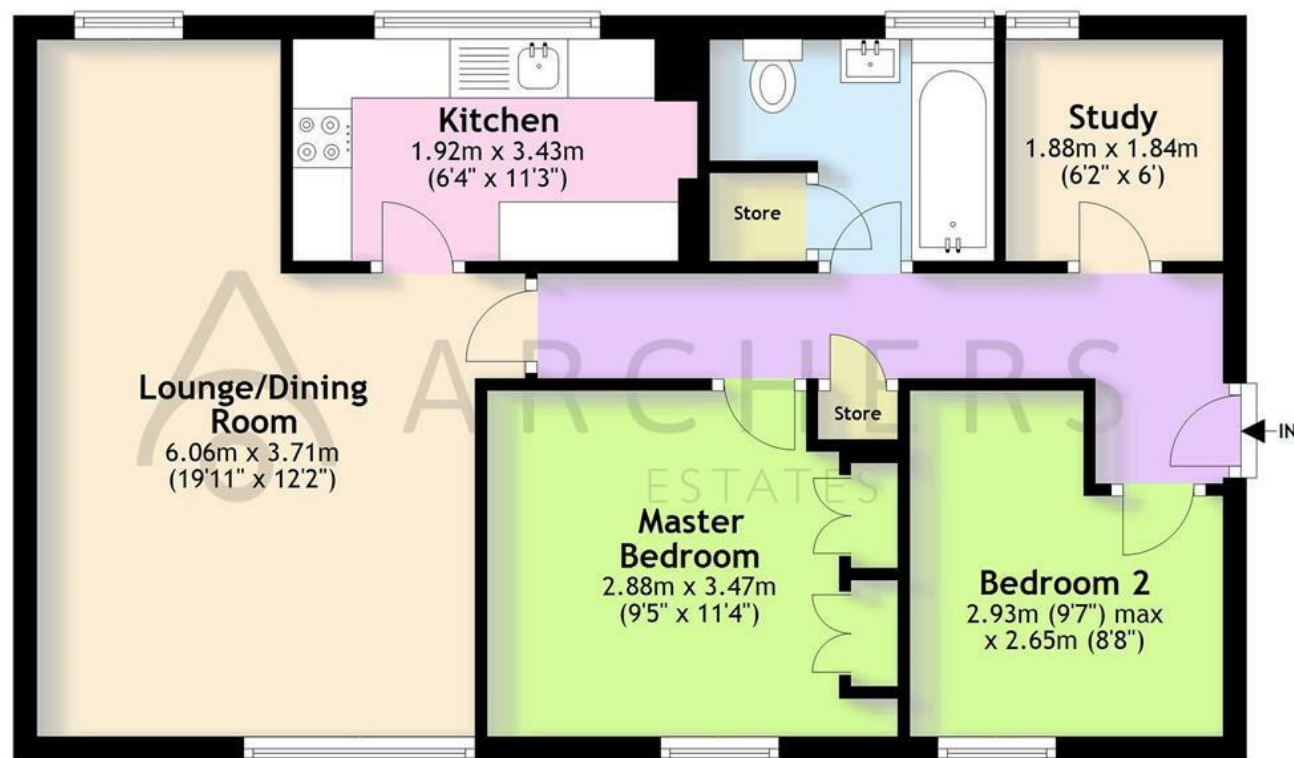 Kitchen
1.92m x 3.43m
(6'4" x 11'3")
Study
1.88m x 1.84m
(6'2" x 6')
Store
Lounge/Dining
Room
6.06m x 3.71m
(19'11" x 12'2")
ARCHERS
ESTATES
Store
IN
Master
Bedroom
2.88m x 3.47m
(9'5" x 11'4")
Bedroom 2
2.93m (9'7") max
x 2.65m (8'8")